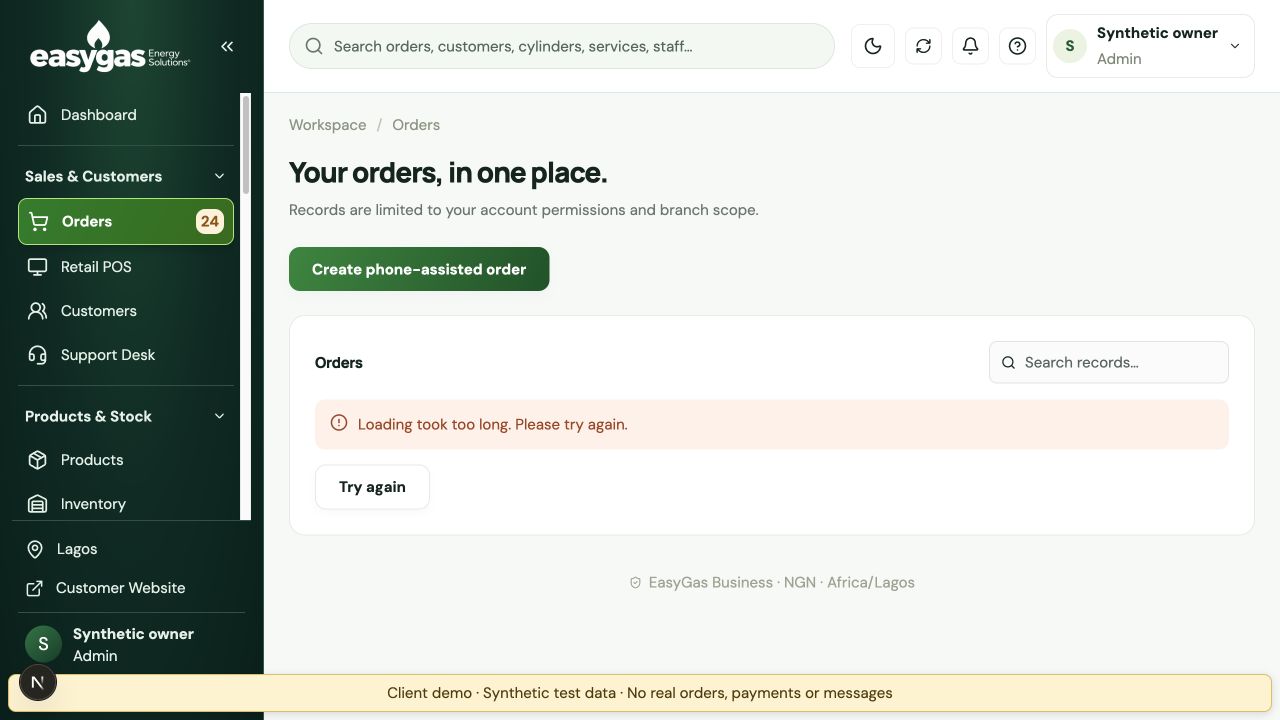 easygas Energy Solutions
Dashboard
Sales & Customers
Orders 24
Retail POS
Customers
Support Desk
Products & Stock
Products
Inventory
Lagos
Customer Website
S Synthetic owner
Admin
N
Search orders, customers, cylinders, services, staff...
S Synthetic owner
Admin
Workspace / Orders
Your orders, in one place.
Records are limited to your account permissions and branch scope.
Create phone-assisted order
Orders
Search records...
Loading took too long. Please try again.
Try again
EasyGas Business · NGN · Africa/Lagos
Client demo · Synthetic test data · No real orders, payments or messages